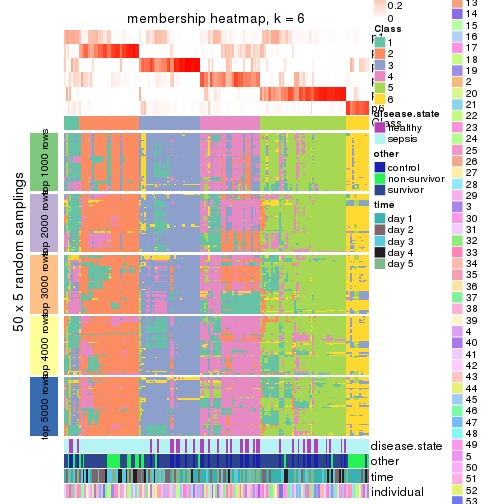 membership heatmap, k = 6
50 x 5 random samplings
top 1000 rows
top 2000 rows
top 3000 rows
top 4000 rows
top 5000 rows
disease.state
other
time
individual
0.2
0
Class
1
2
3
4
5
6
disease.state
healthy
sepsis
other
control
non-survivor
survivor
time
day 1
day 2
day 3
day 4
day 5
13
14
15
16
17
18
19
2
20
21
22
23
24
25
26
27
28
29
3
30
31
32
33
34
35
36
37
38
39
4
40
41
42
43
44
45
46
47
48
49
5
50
51
52
53